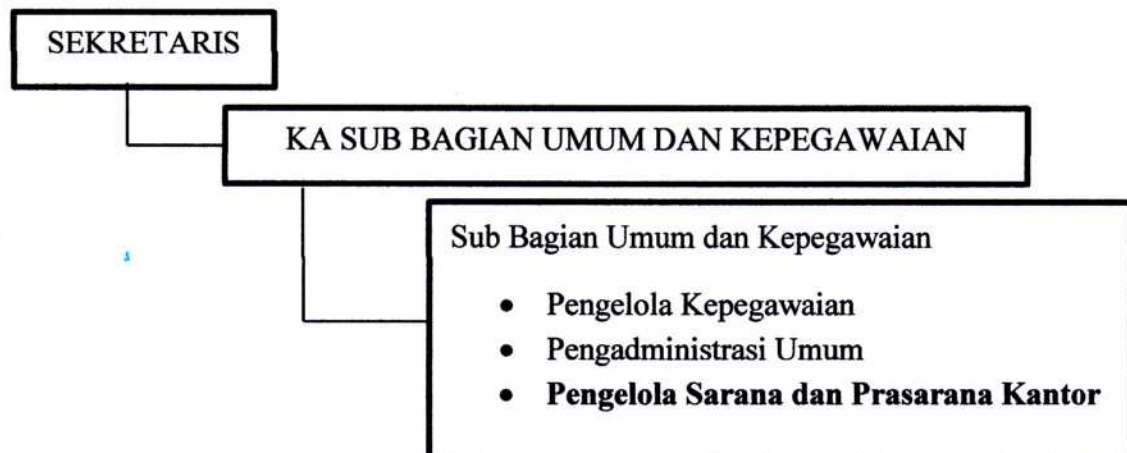 SEKRETARIS
KA SUB BAGIAN UMUM DAN KEPEGAWAIAN
Sub Bagian Umum dan Kepegawaian
• Pengelola Kepegawaian
• Pengadministrasi Umum
• Pengelola Sarana dan Prasarana Kantor